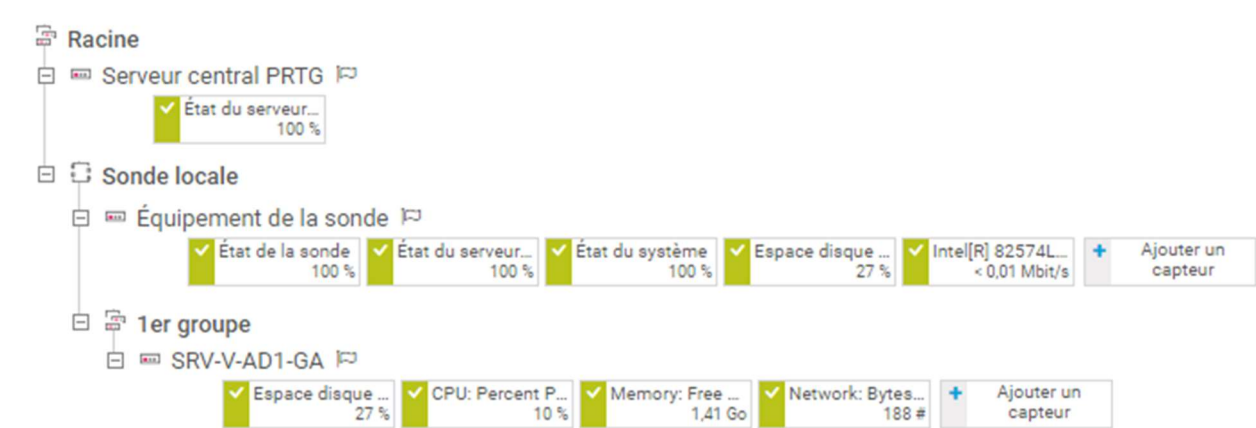 Racine
Serveur central PRTG
État du serveur...
100 %
Sonde locale
Équipement de la sonde
État de la sonde
100 %
État du serveur...
100 %
État du système
100 %
Espace disque ...
27 %
Intel[R] 82574L...
< 0,01 Mbit/s
+
Ajouter un
capteur
1er groupe
SRV-V-AD1-GA
Espace disque ...
27 %
CPU: Percent P...
10 %
Memory: Free ...
1,41 Go
Network: Bytes...
188 #
+
Ajouter un
capteur